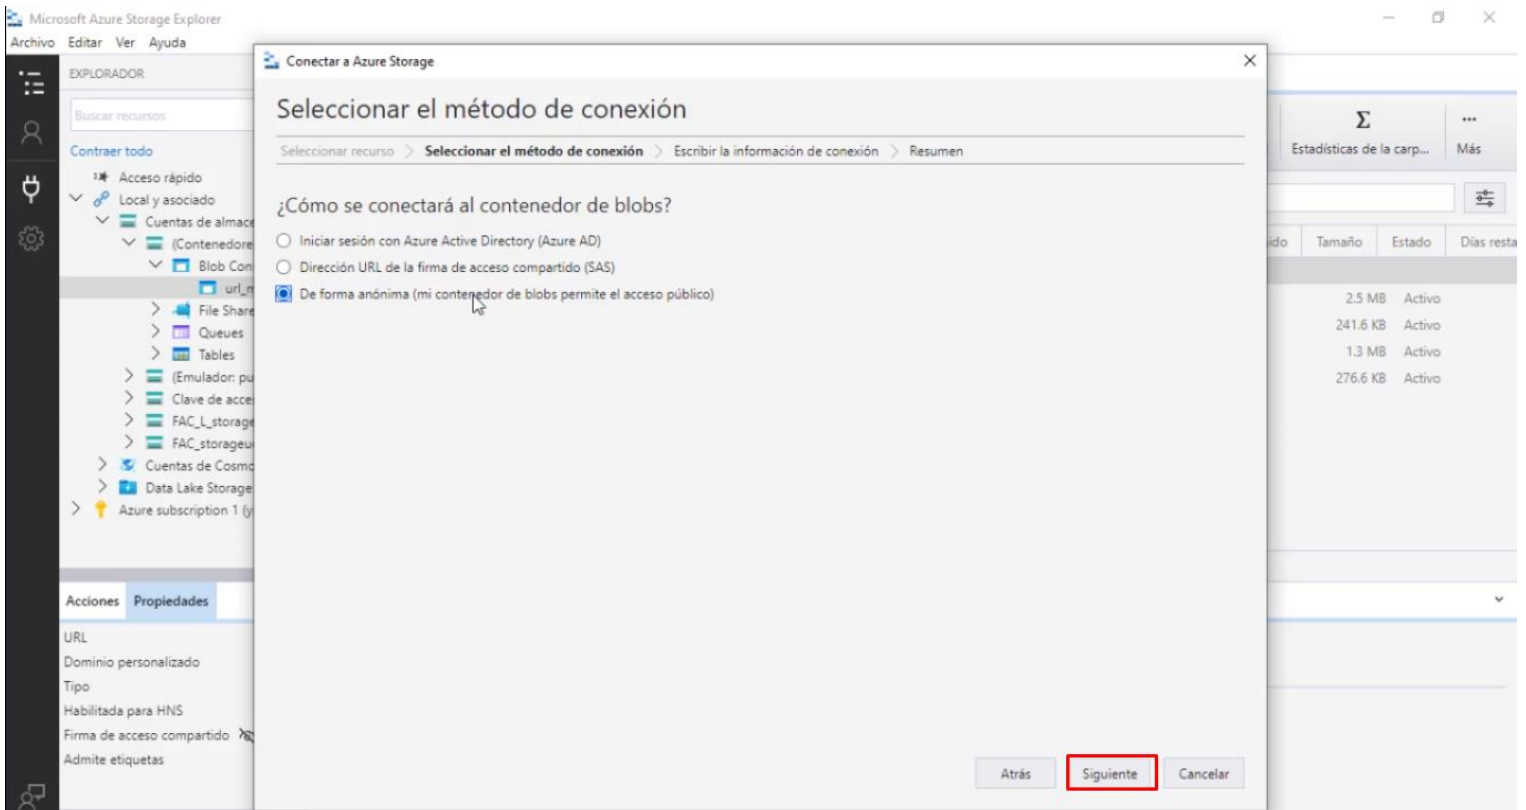 Microsoft Azure Storage Explorer
Archivo Editar Ver Ayuda
EXPLORADOR
Buscar recursos
Contraer todo
Acceso rápido
Local y asociado
Cuentas de almace
(Contenedore
Blob Con
url_m
File Share
Queues
Tables
(Emulador: pu
Clave de acce
FAC_L_storage
FAC_storageu
Cuentas de Cosmo
Data Lake Storage
Azure subscription 1 (y
Acciones Propiedades
URL
Dominio personalizado
Tipo
Habilitada para HNS
Firma de acceso compartido
Admite etiquetas
Conectar a Azure Storage
Seleccionar el método de conexión
Seleccionar recurso > Seleccionar el método de conexión > Escribir la información de conexión > Resumen
¿Cómo se conectará al contenedor de blobs?
Iniciar sesión con Azure Active Directory (Azure AD)
Dirección URL de la firma de acceso compartido (SAS)
De forma anónima (mi contenedor de blobs permite el acceso público)
Atrás Siguiente Cancelar
Estadísticas de la carp... Más
ido Tamaño Estado Días resta
2.5 MB Activo
241.6 KB Activo
1.3 MB Activo
276.6 KB Activo